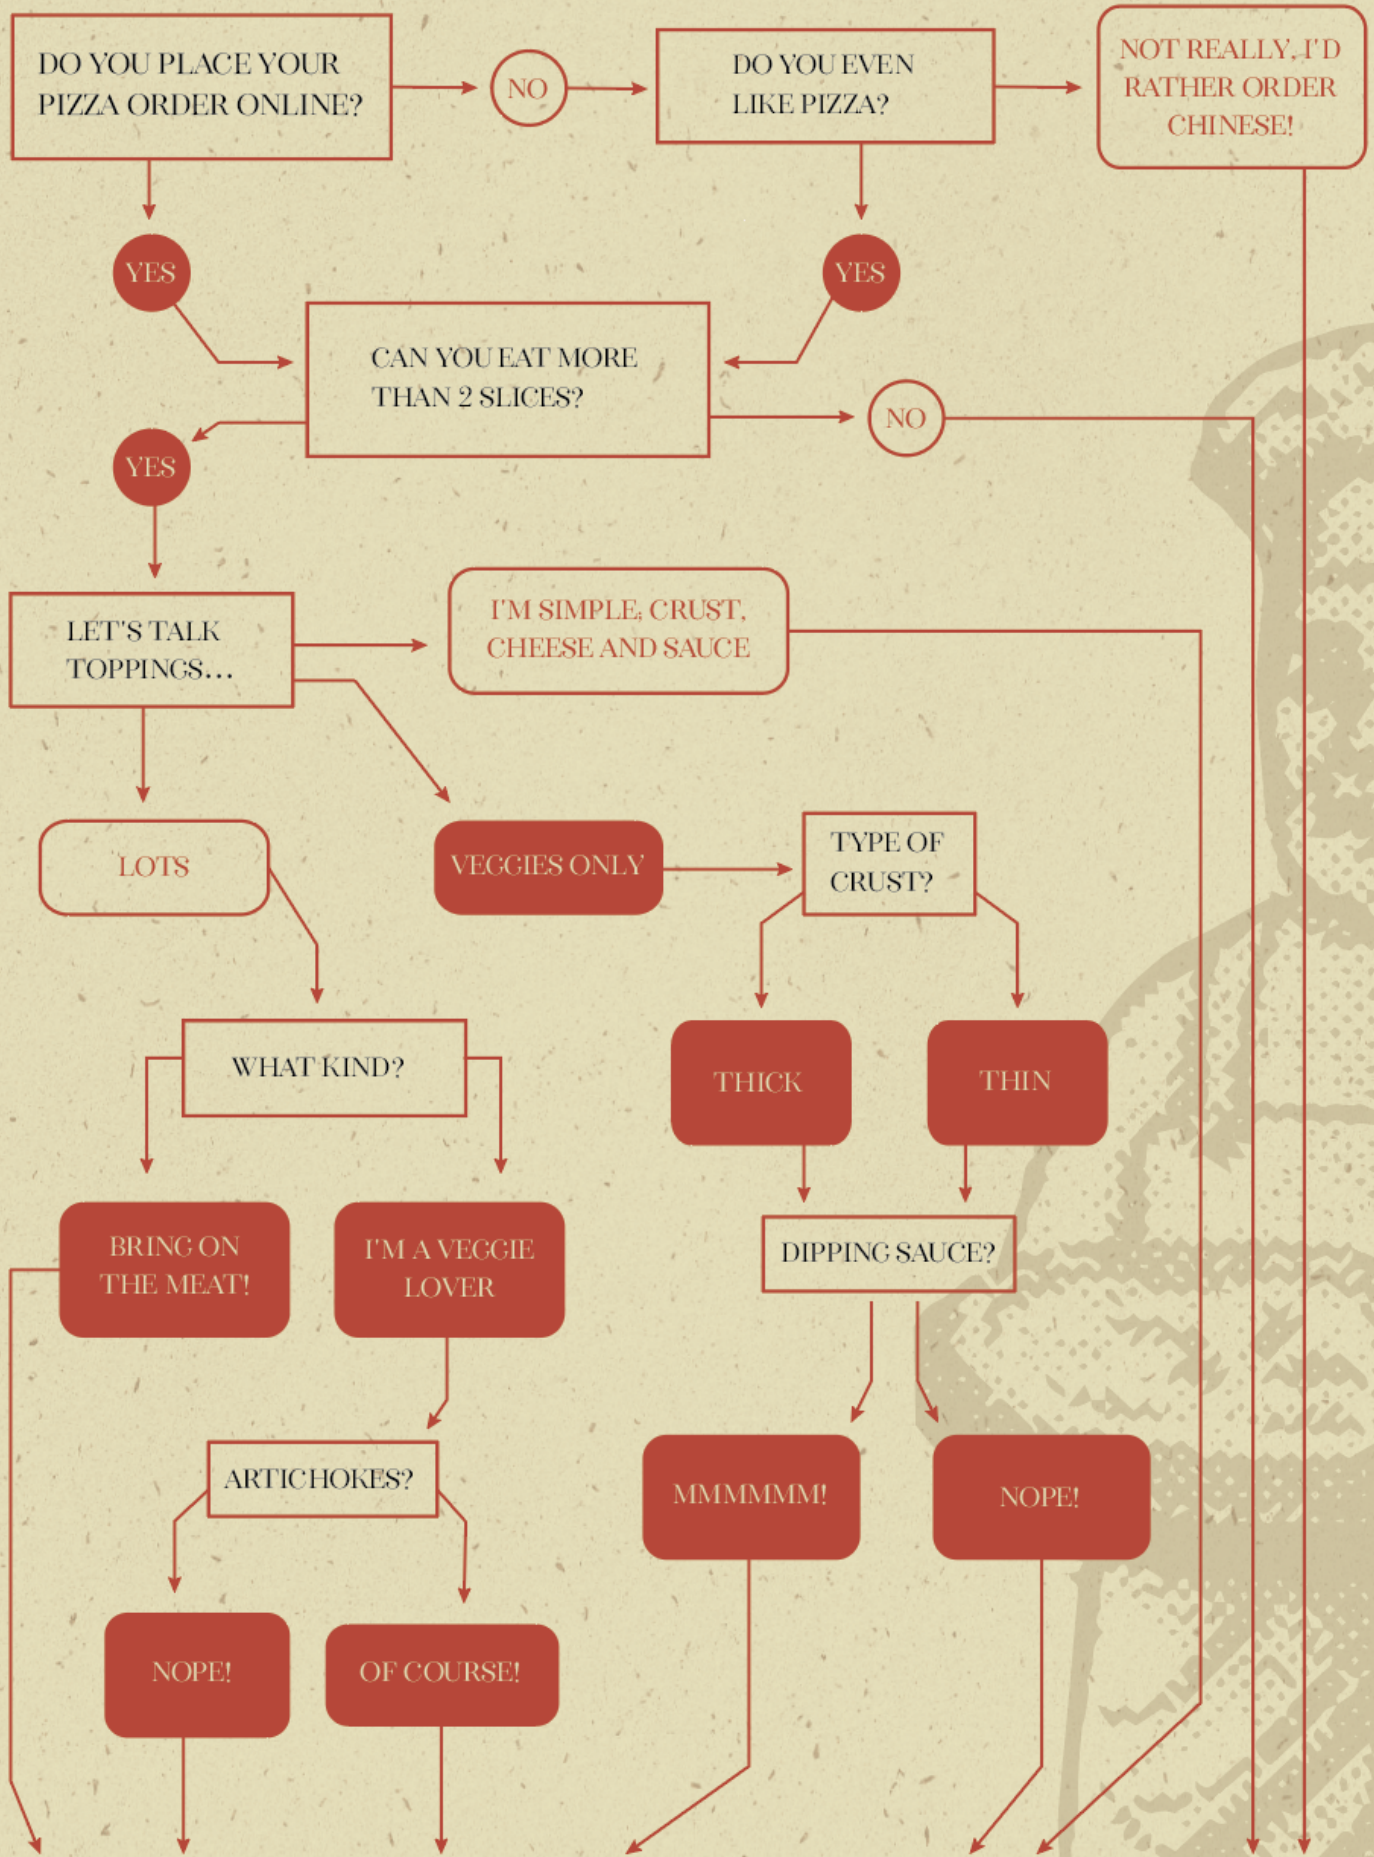 DO YOU PLACE YOUR
PIZZA ORDER ONLINE?
NO
DO YOU EVEN
LIKE PIZZA?
NOT REALLY, I'D
RATHER ORDER
CHINESE!
YES
YES
CAN YOU EAT MORE
THAN 2 SLICES?
NO
YES
LET'S TALK
TOPPINGS...
I'M SIMPLE; CRUST,
CHEESE AND SAUCE
LOTS
VEGGIES ONLY
TYPE OF
CRUST?
WHAT KIND?
THICK
THIN
BRING ON
THE MEAT!
I'M A VEGGIE
LOVER
DIPPING SAUCE?
ARTICHOKES?
MMMMMM!
NOPE!
NOPE!
OF COURSE!